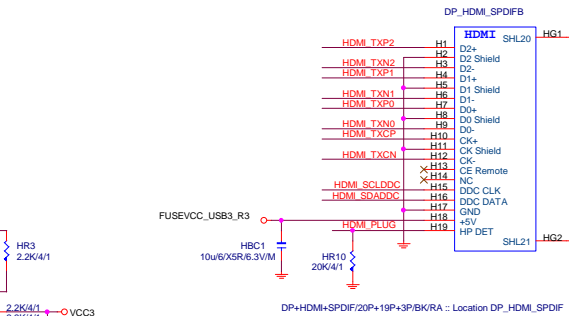 DP_HDMI_SPDIFB
HDMI
SHL20 HG1
HDMI_TXP2 H1 D2+
H2 D2 Shield
HDMI_TXN2 H3 D2-
HDMI_TXP1 H4 D1+
H5 D1 Shield
HDMI_TXN1 H6 D1-
HDMI_TXP0 H7 D0+
H8 D0 Shield
HDMI_TXN0 H9 D0-
HDMI_TXCP H10 CK+
H11 CK Shield
HDMI_TXCN H12 CK-
H13 CE Remote
H14 NC
HDMI_SCLDDC H15 DDC CLK
HDMI_SDADDC H16 DDC DATA
H17 GND
FUSEVCC_USB3_R3 H18 +5V
HDMI_PLUG H19 HP DET
SHL21 HG2
HR3
2.2K/4/1
HBC1
10u/6/X5R/6.3V/M
HR10
20K/4/1
2.2K/4/1
VCC3
DP+HDMI+SPDIF/20P+19P+3P/BK/RA :: Location DP_HDMI_SPDIF